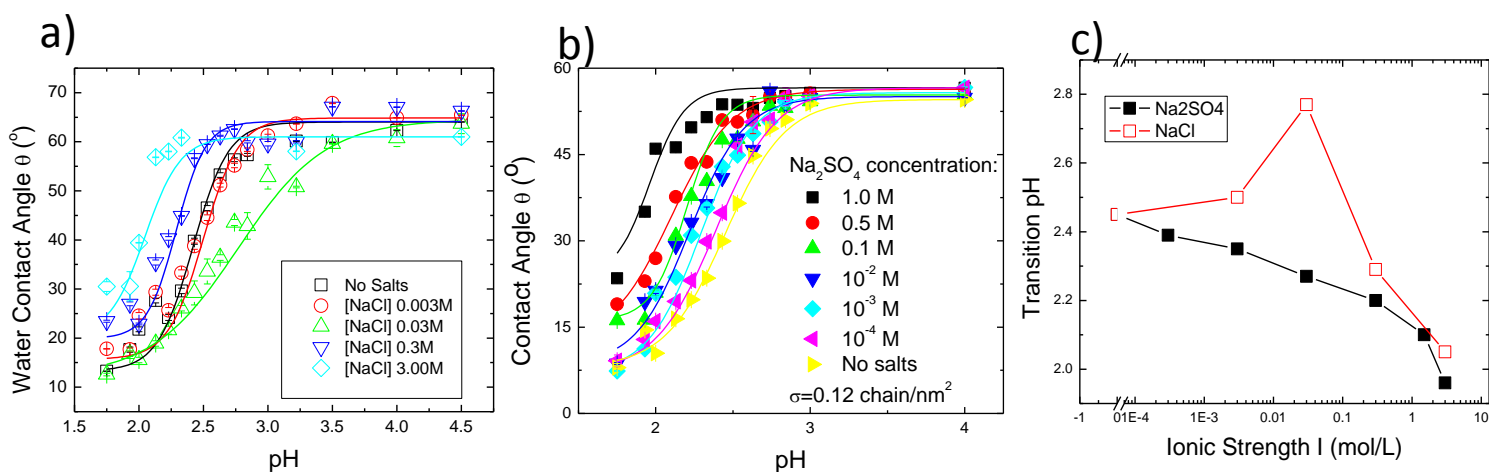 a)
Water Contact Angle θ (°)
70
60
50
40
30
20
10
No Salts
[NaCl] 0.003M
[NaCl] 0.03M
[NaCl] 0.3M
[NaCl] 3.00M
1.5 2.0 2.5 3.0 3.5 4.0 4.5
pH
b)
Contact Angle θ (°)
60
45
30
15
0
Na₂SO₄ concentration:
1.0 M
0.5 M
0.1 M
10⁻² M
10⁻³ M
10⁻⁴ M
No salts
σ=0.12 chain/nm²
2 3 4
pH
c)
Transition pH
2.8
2.6
2.4
2.2
2.0
Na2SO4
NaCl
-1 01E-4 1E-3 0.01 0.1 1 10
Ionic Strength I (mol/L)